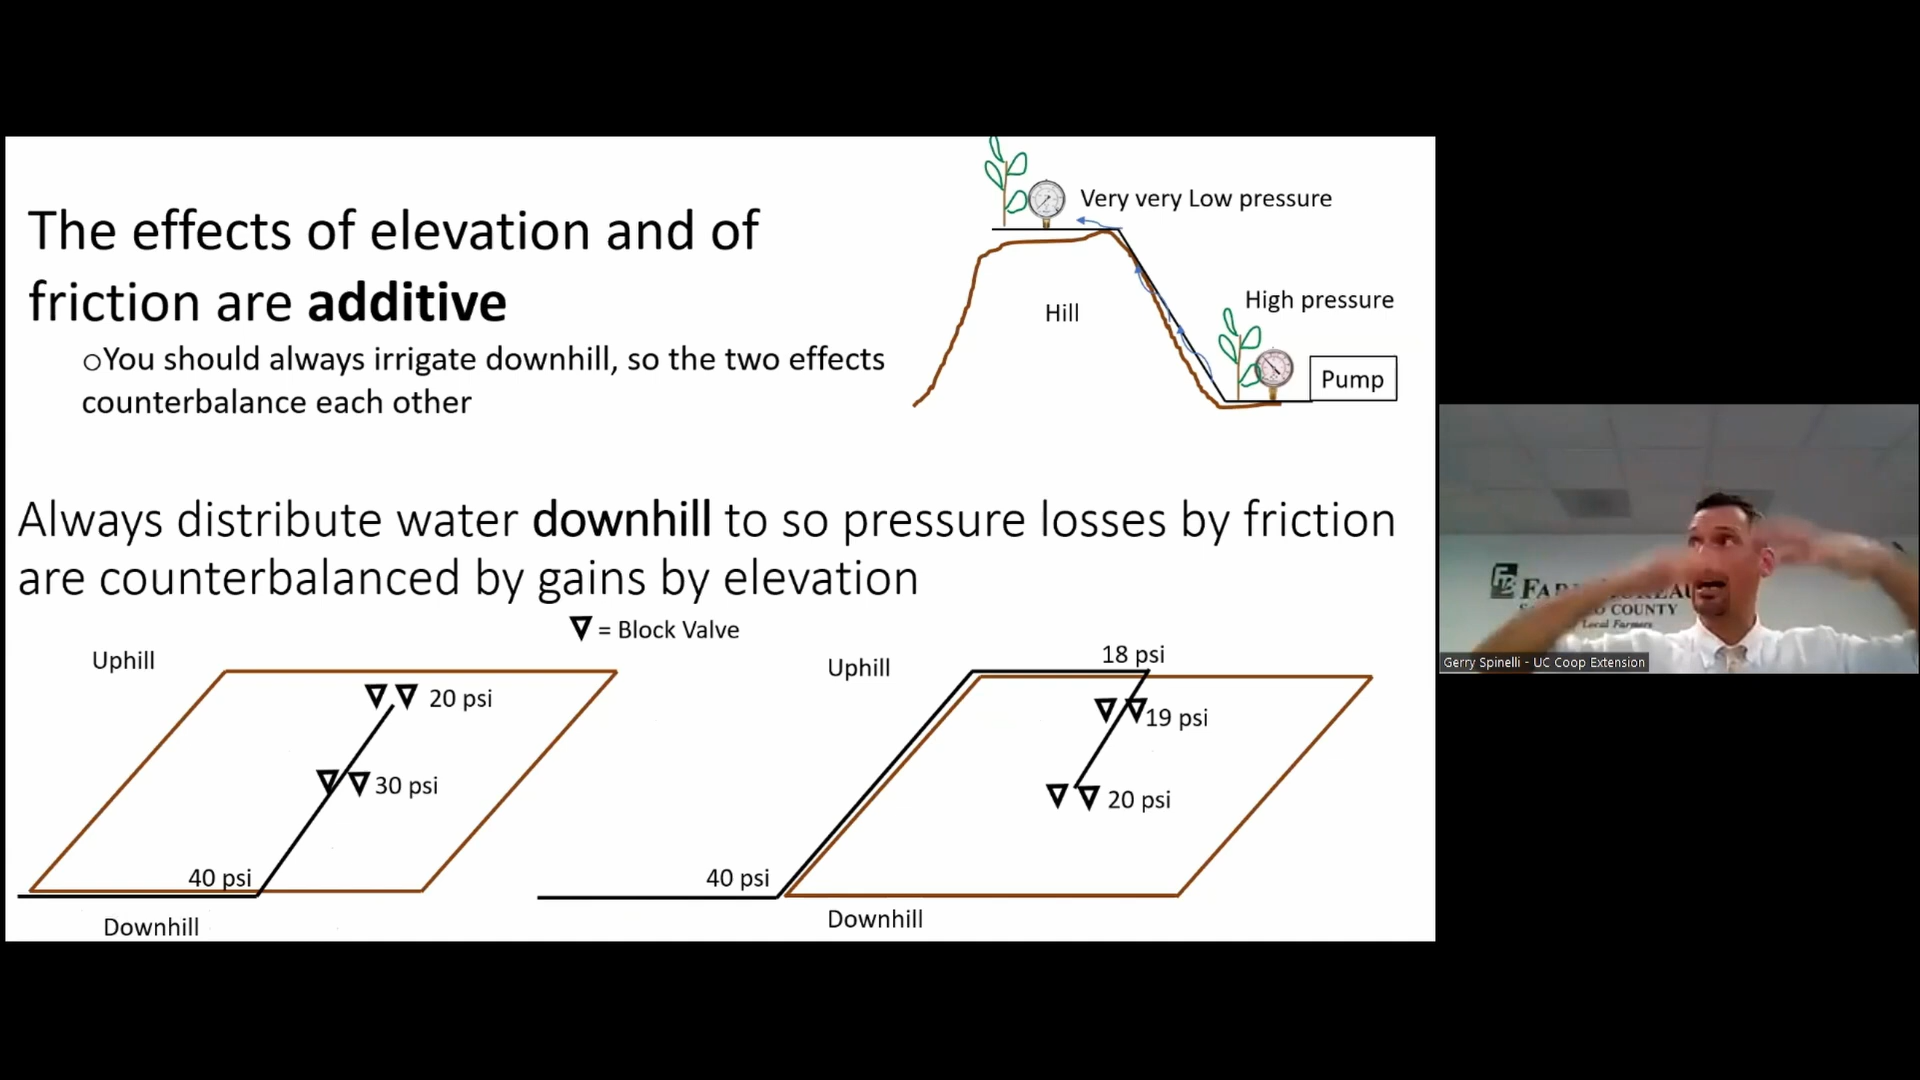 The effects of elevation and of
friction are additive
oYou should always irrigate downhill, so the two effects
counterbalance each other
Very very Low pressure
High pressure
Hill
Pump
Always distribute water downhill to so pressure losses by friction
are counterbalanced by gains by elevation
= Block Valve
Uphill
20 psi
30 psi
40 psi
Downhill
Uphill
18 psi
19 psi
20 psi
40 psi
Downhill
COUNTY
Local Farmers
Gerry Spinelli - UC Coop Extension